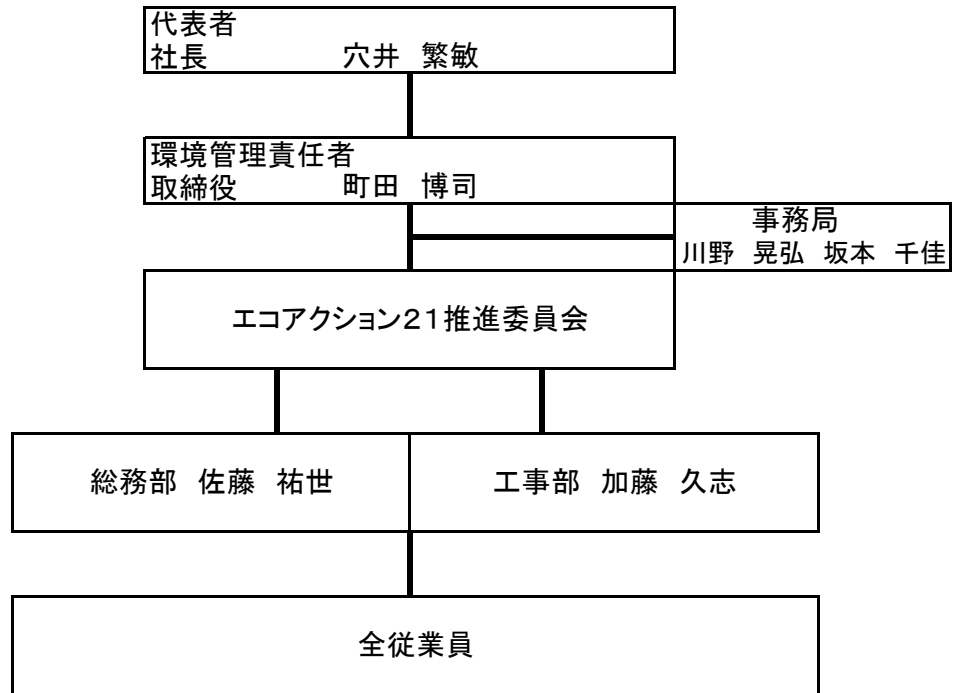 代表者
社長 穴井 繁敏
環境管理責任者
取締役 町田 博司
事務局
川野 晃弘 坂本 千佳
エコアクション２１推進委員会
総務部 佐藤 祐世
工事部 加藤 久志
全従業員